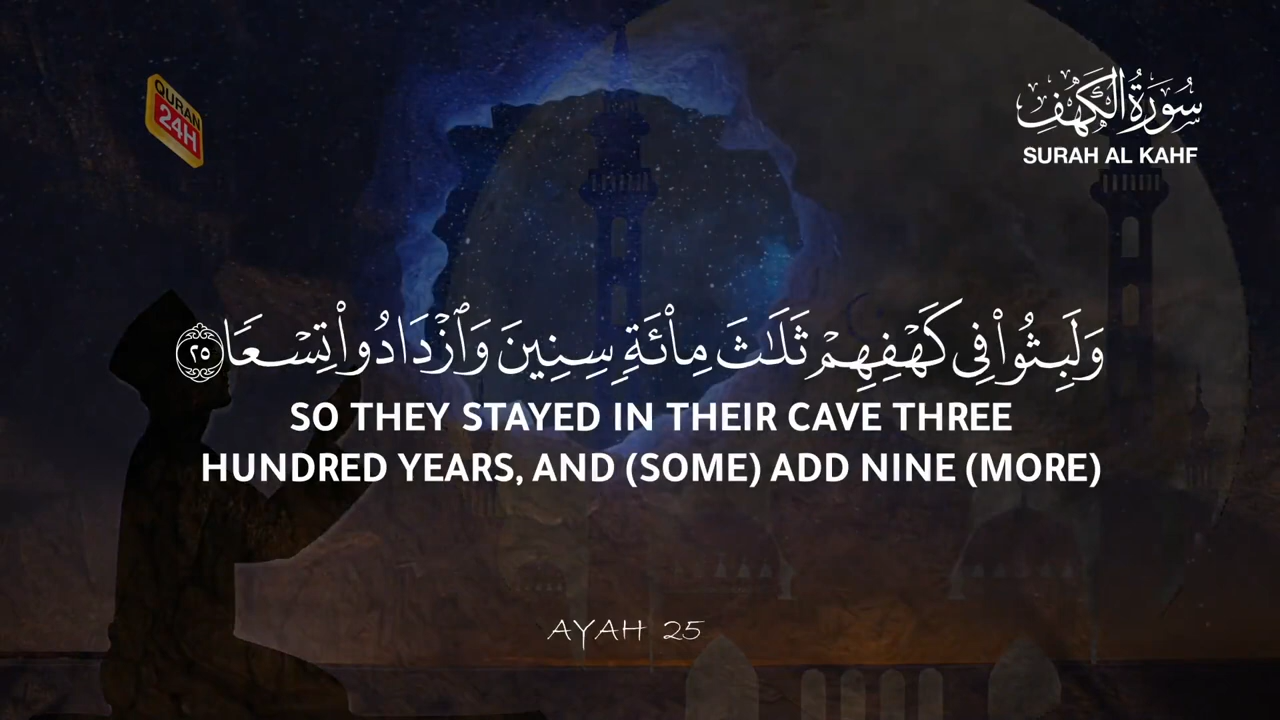 QURAN
24H
سُورَةُ الْكَهْفِ
SURAH AL KAHF
وَلَبِثُوا۟ فِى كَهْفِهِمْ ثَلَٰثَ مِا۟ئَةٍ سِنِينَ وَٱزْدَادُوا۟ تِسْعًا ٢٥
SO THEY STAYED IN THEIR CAVE THREE
HUNDRED YEARS, AND (SOME) ADD NINE (MORE)
AYAH 25